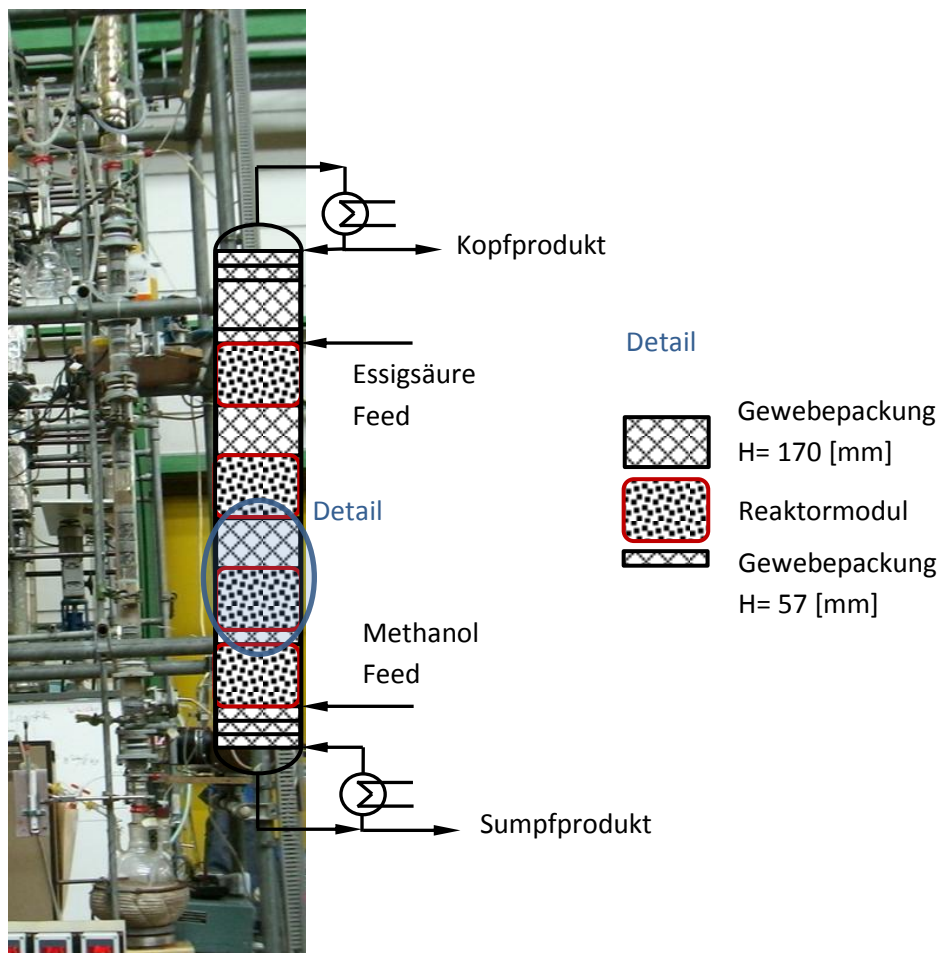 Kopfprodukt
Essigsäure
Feed
Detail
Methanol
Feed
Sumpfprodukt
Detail
Gewebepackung
H= 170 [mm]
Reaktormodul
Gewebepackung
H= 57 [mm]